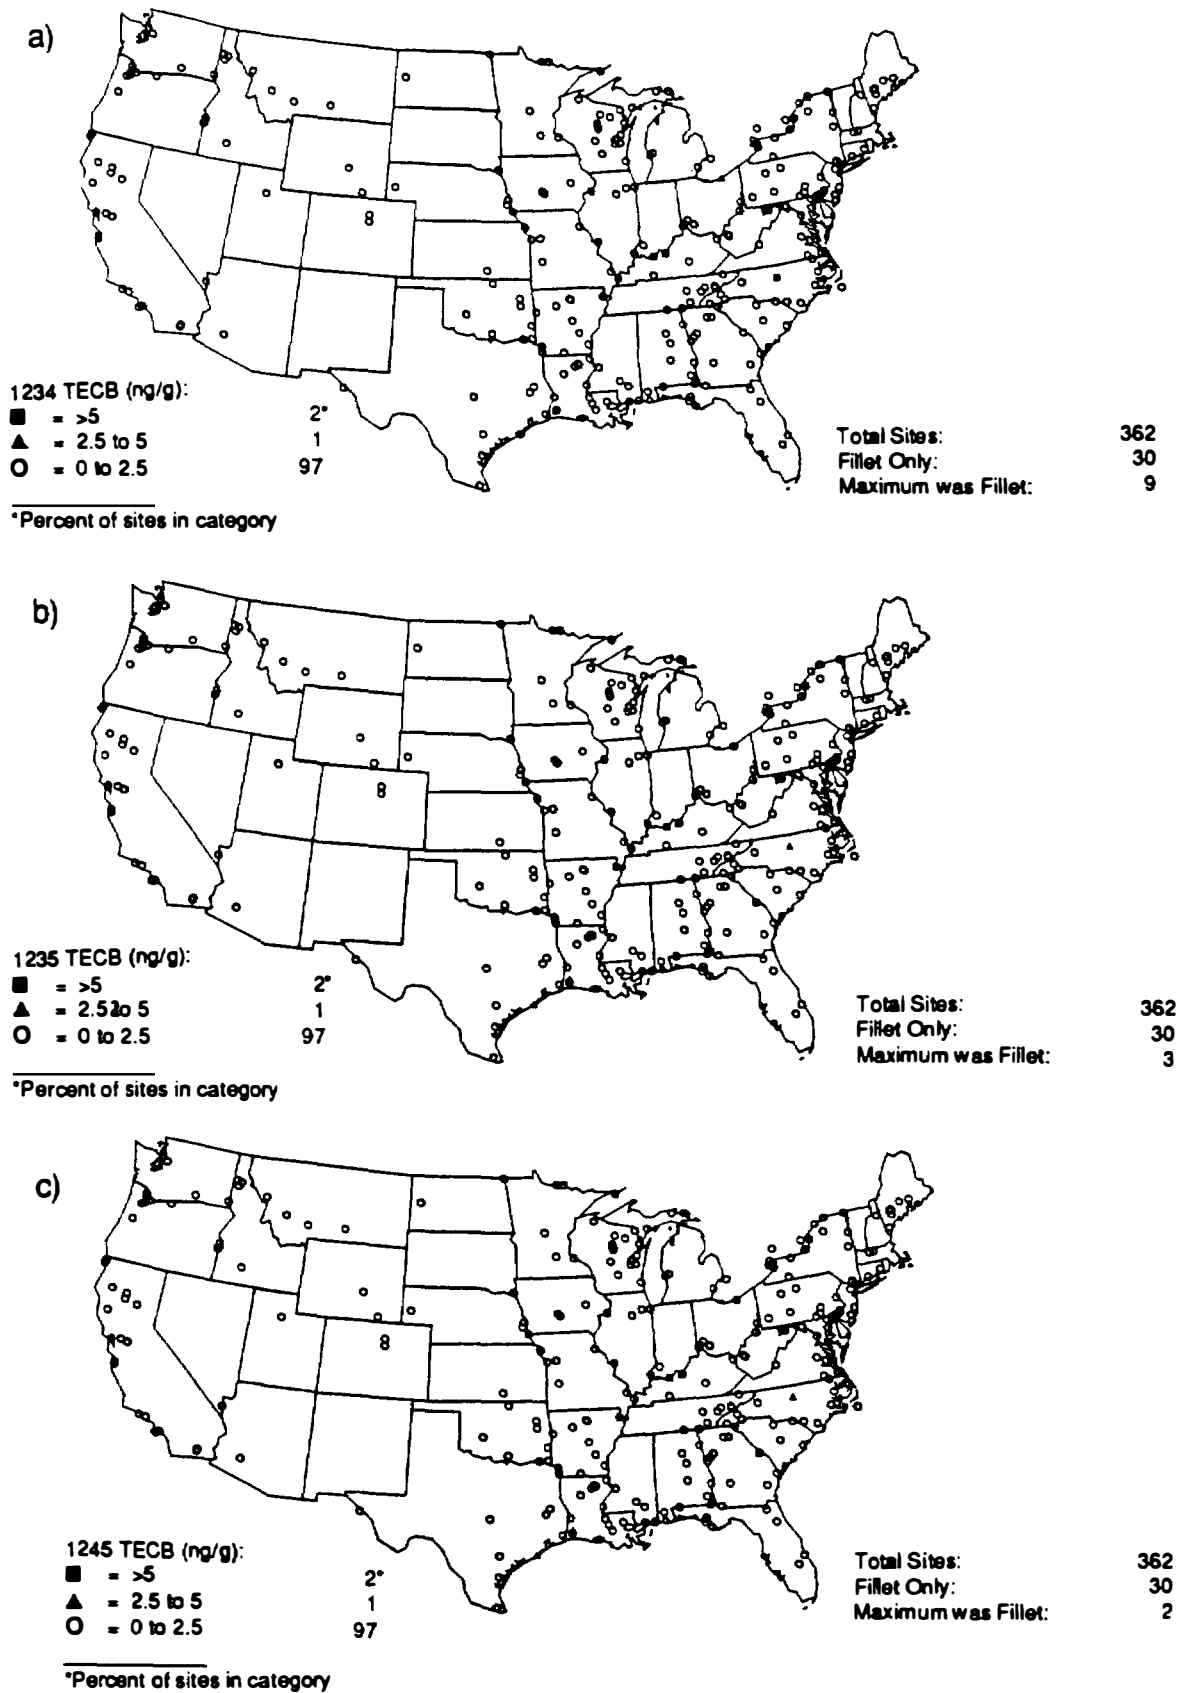 a)
1234 TECB (ng/g):
■ = >5 2*
▲ = 2.5 to 5 1
O = 0 to 2.5 97
*Percent of sites in category
Total Sites: 362
Fillet Only: 30
Maximum was Fillet: 9
b)
1235 TECB (ng/g):
■ = >5 2*
▲ = 2.52o 5 1
O = 0 to 2.5 97
*Percent of sites in category
Total Sites: 362
Fillet Only: 30
Maximum was Fillet: 3
c)
1245 TECB (ng/g):
■ = >5 2*
▲ = 2.5 to 5 1
O = 0 to 2.5 97
*Percent of sites in category
Total Sites: 362
Fillet Only: 30
Maximum was Fillet: 2